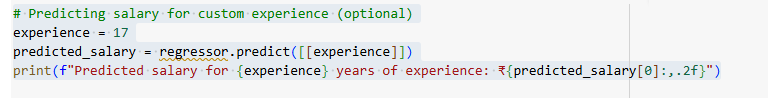 # Predicting salary for custom experience (optional)
experience = 17
predicted_salary = regressor.predict([[experience]])
print(f"Predicted salary for {experience} years of experience: ₹{predicted_salary[0]:,.2f}")